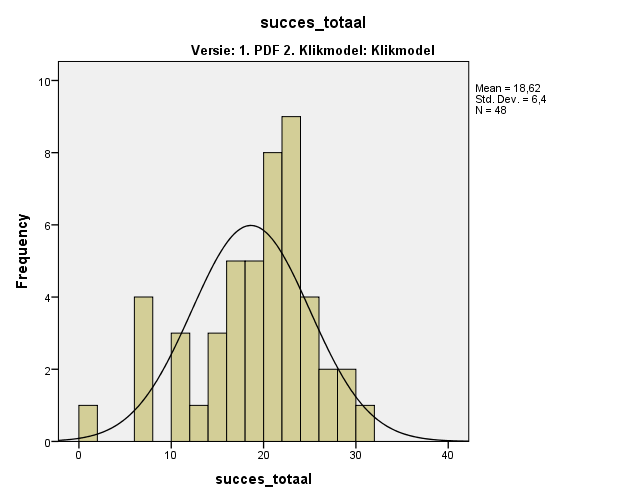 succes_totaal
Versie: 1. PDF 2. Klikmodel: Klikmodel
Mean = 18,62
Std. Dev. = 6,4
N = 48
Frequency
10
8
6
4
2
0
0 10 20 30 40
succes_totaal